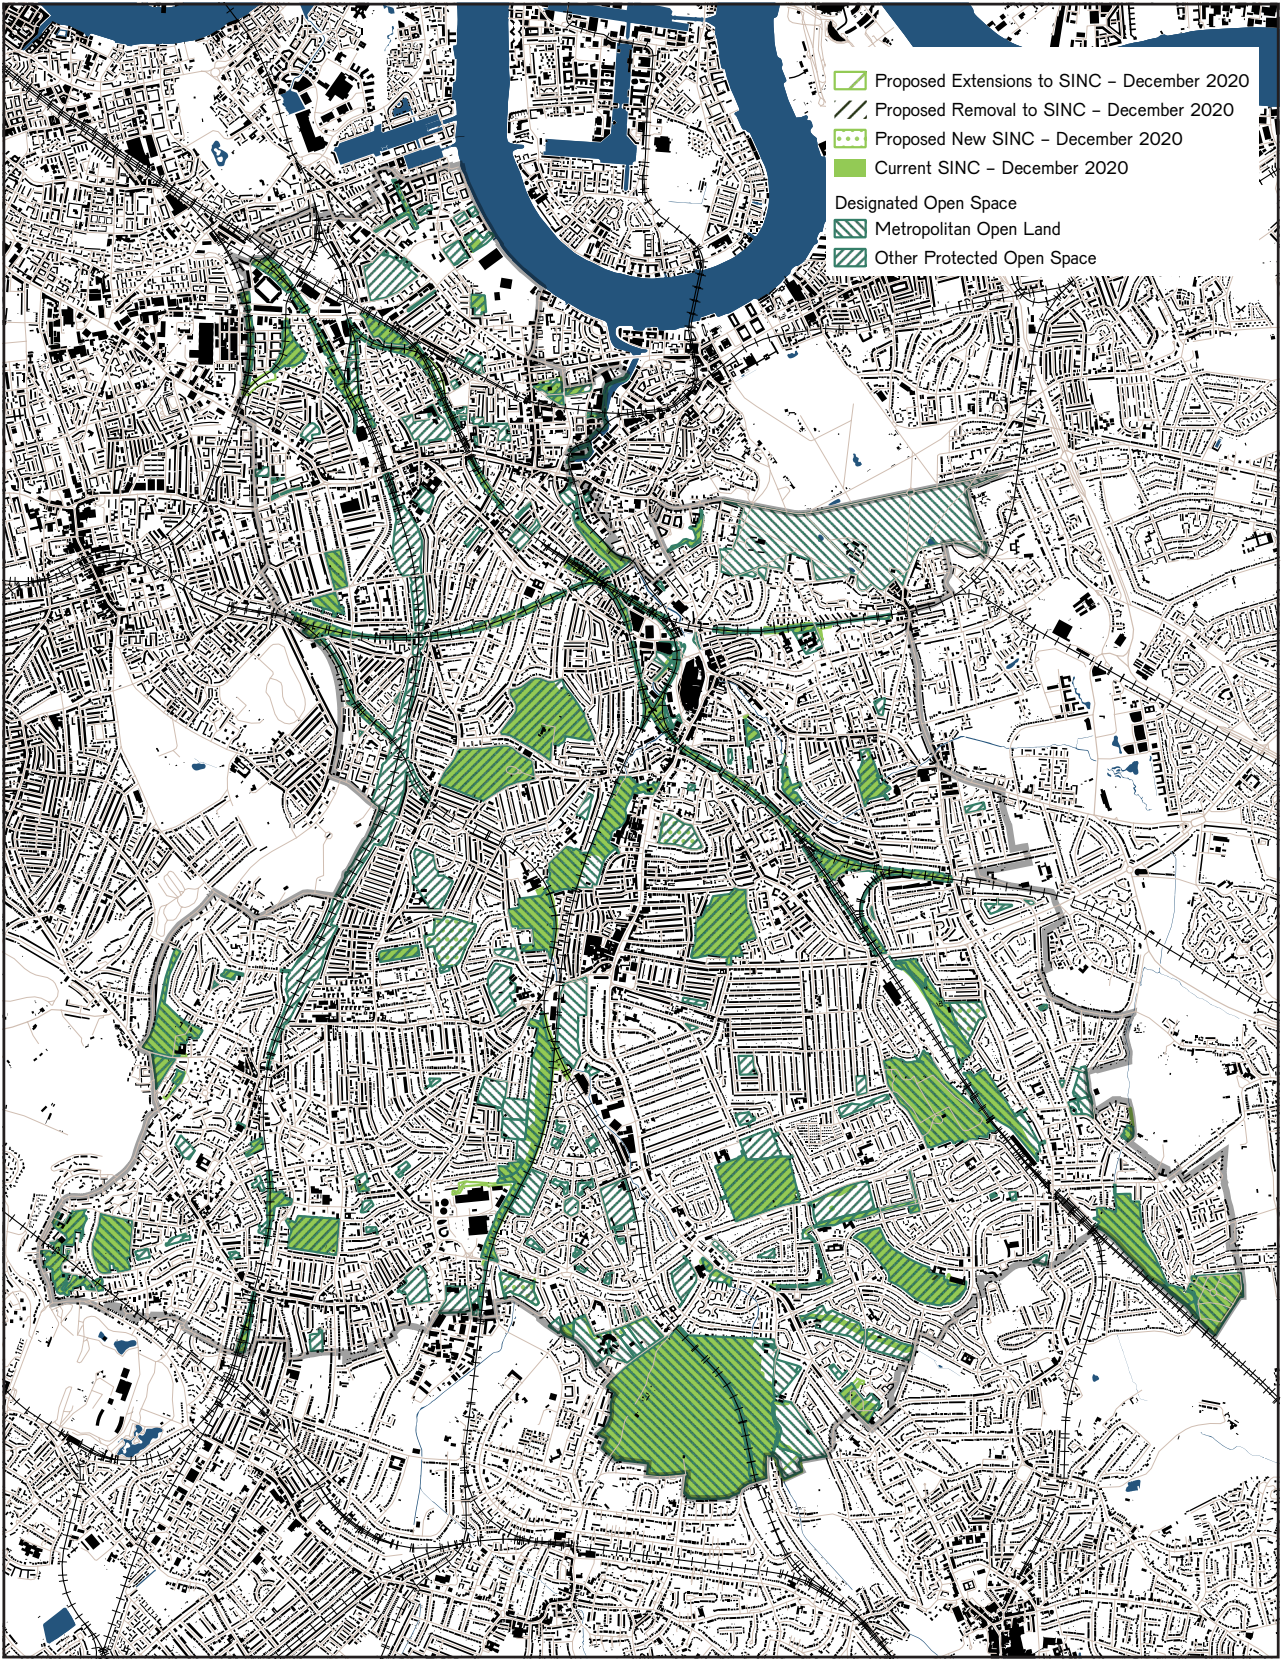 Proposed Extensions to SINC – December 2020
Proposed Removal to SINC – December 2020
Proposed New SINC – December 2020
Current SINC – December 2020
Designated Open Space
Metropolitan Open Land
Other Protected Open Space